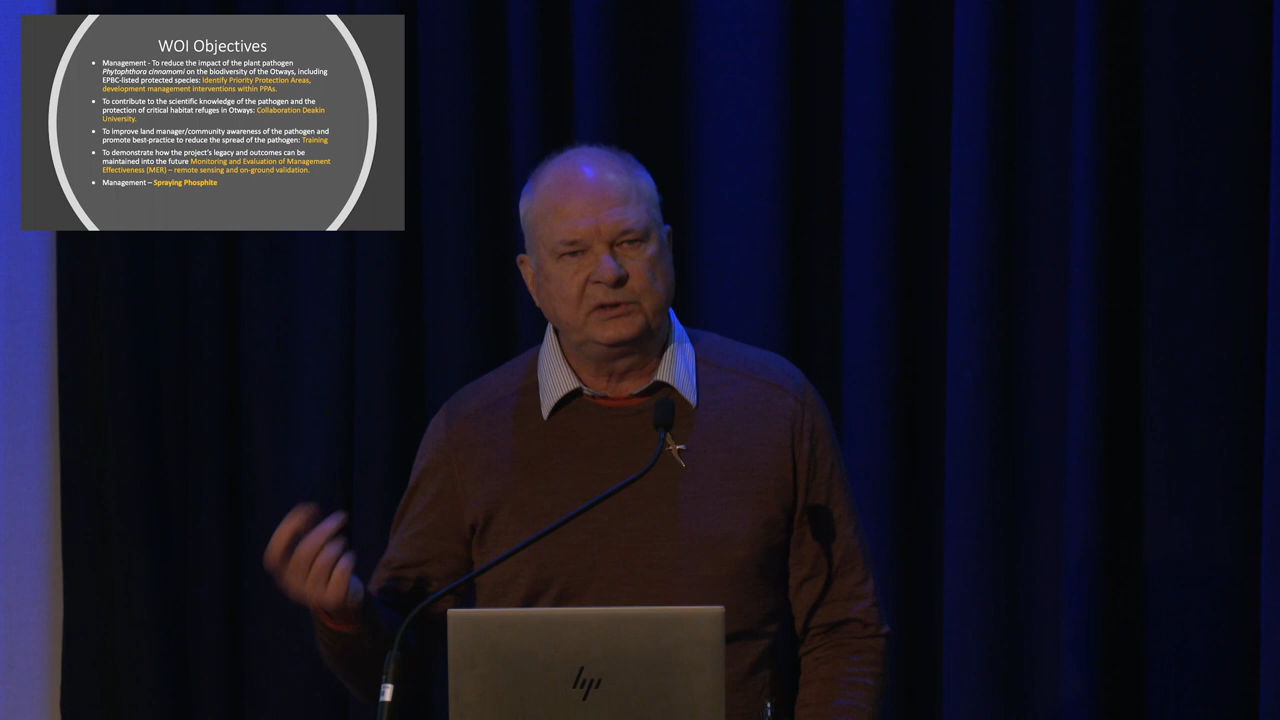 WOI Objectives
• Management - To reduce the impact of the plant pathogen
Phytophthora cinnamomi on the biodiversity of the Otways, including
EPBC-listed protected species: Identify Priority Protection Areas,
development management interventions within PPAs.
• To contribute to the scientific knowledge of the pathogen and the
protection of critical habitat refuges in Otways: Collaboration Deakin
University.
• To improve land manager/community awareness of the pathogen and
promote best-practice to reduce the spread of the pathogen: Training
• To demonstrate how the project's legacy and outcomes can be
maintained into the future Monitoring and Evaluation of Management
Effectiveness (MER) – remote sensing and on-ground validation.
• Management – Spraying Phosphite
hp